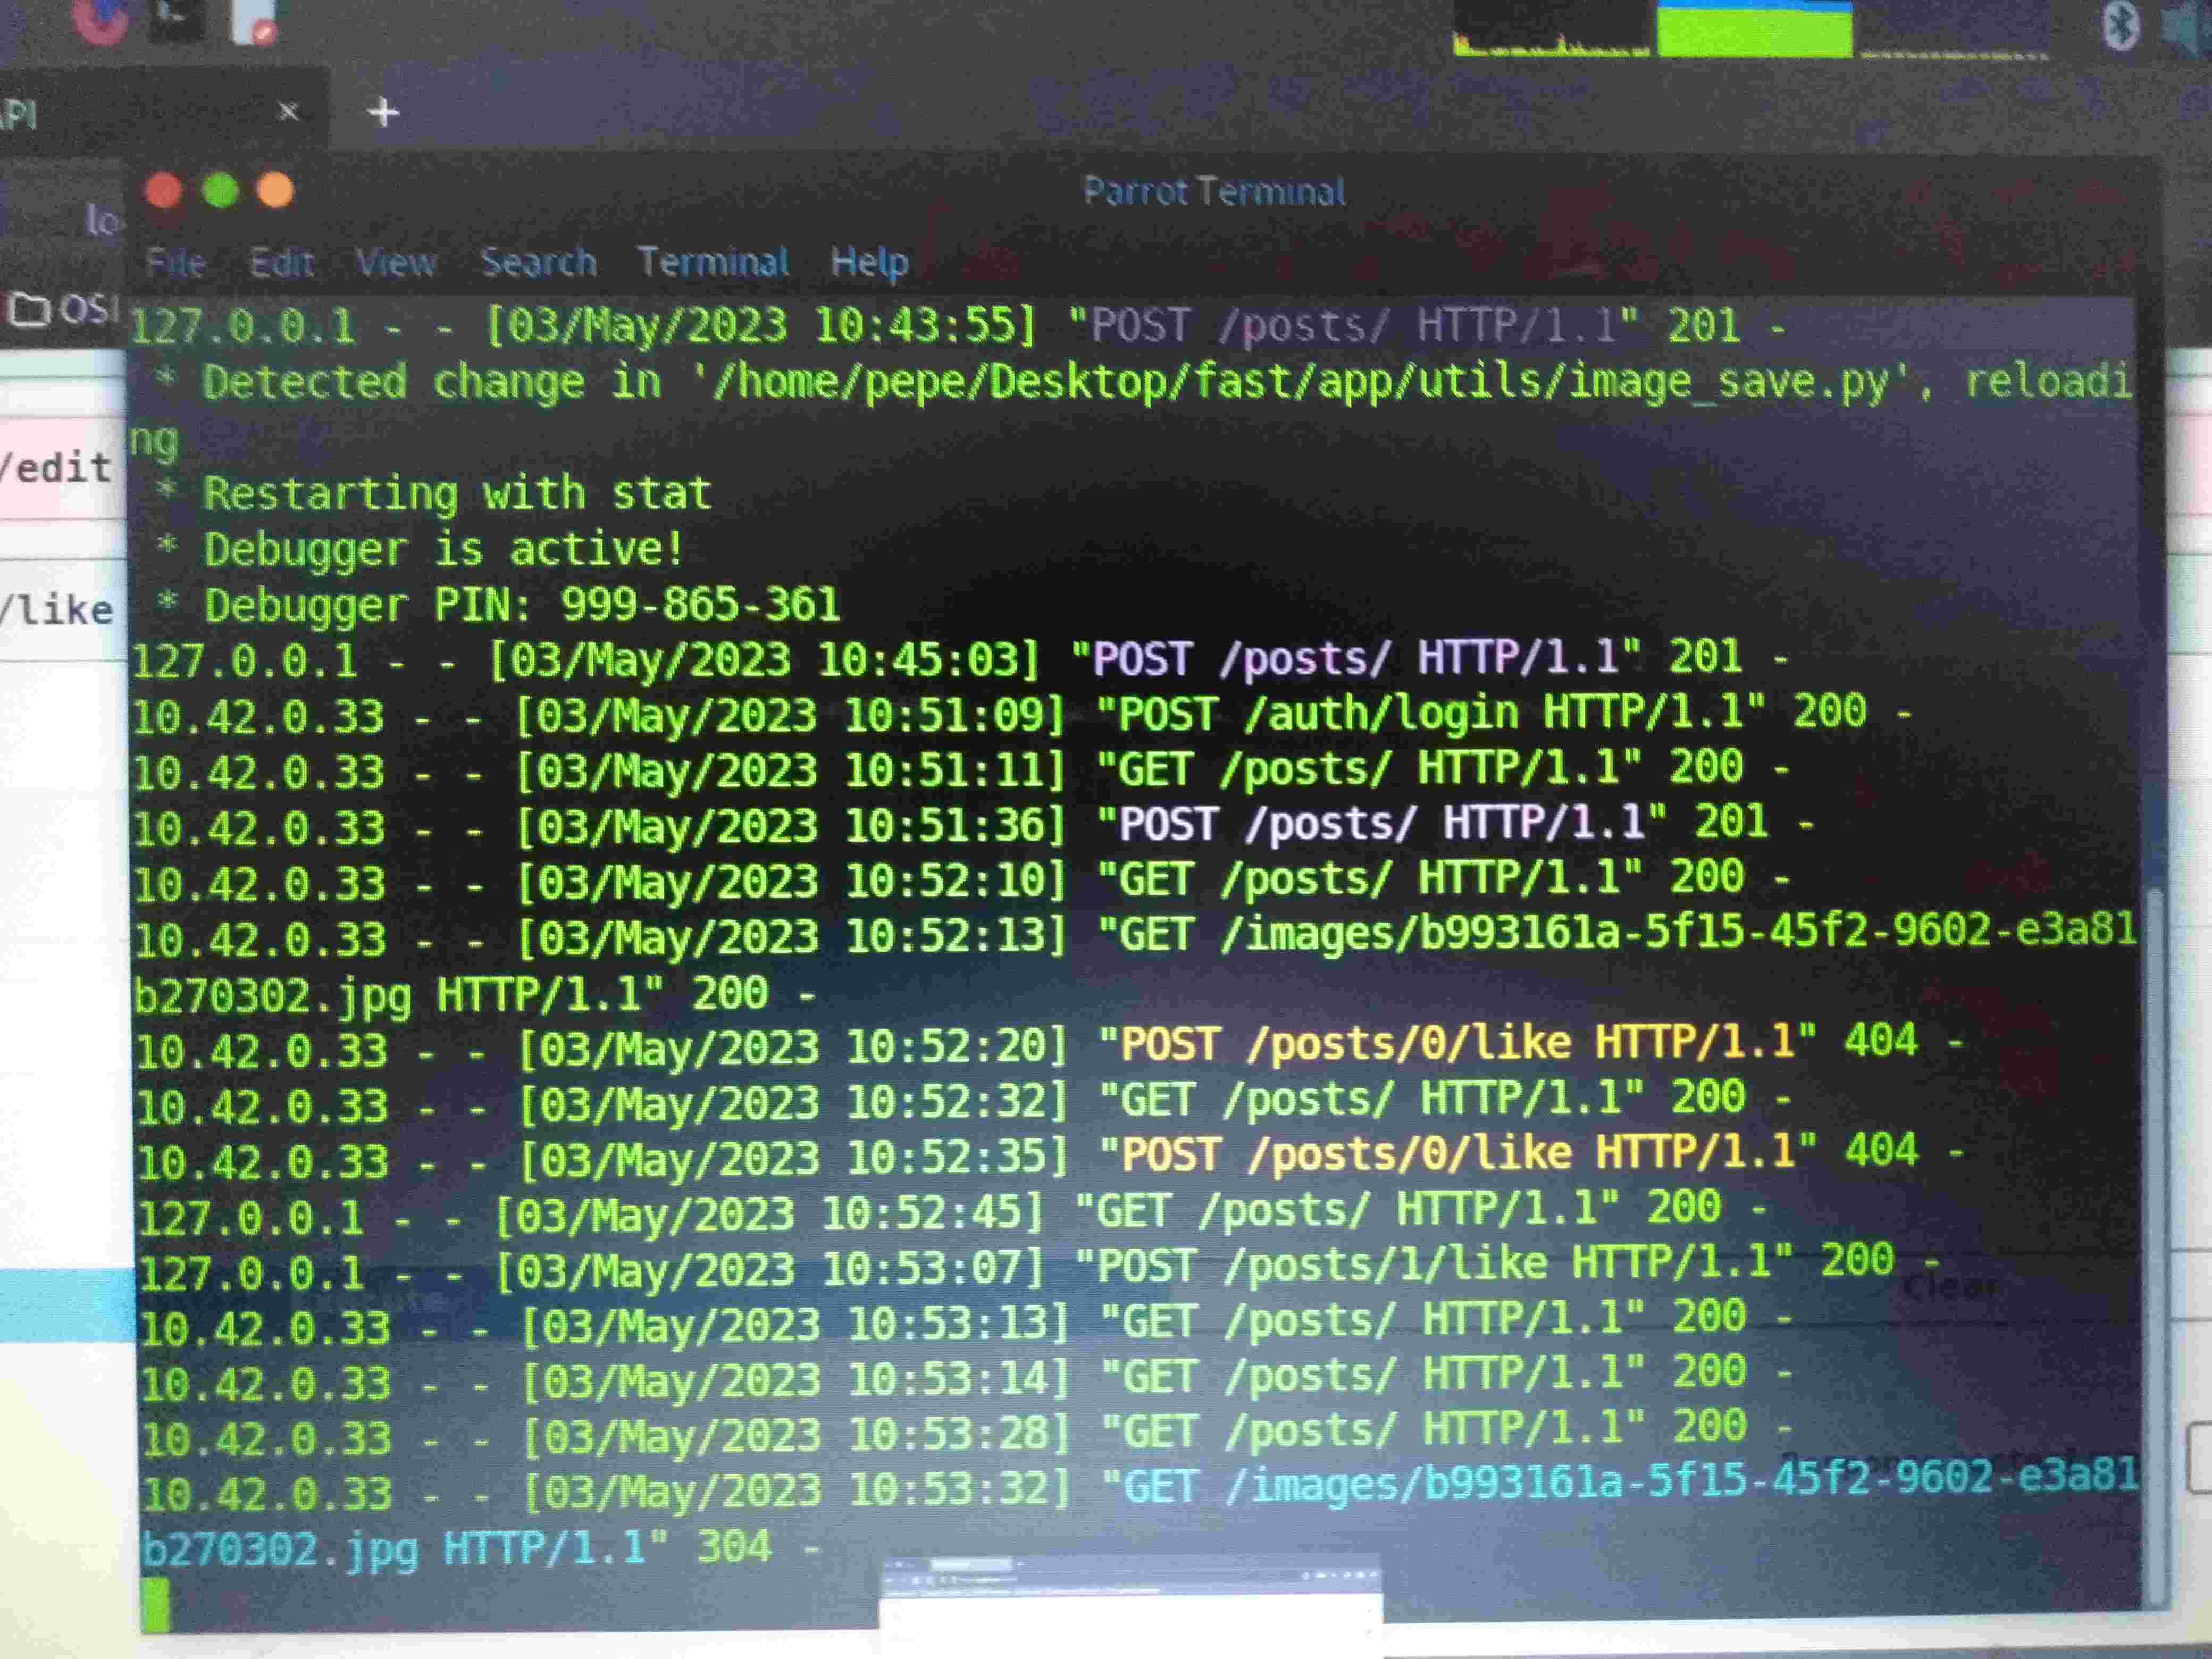 API × +
Parrot Terminal
lo
File Edit View Search Terminal Help
OSI
127.0.0.1 - - [03/May/2023 10:43:55] "POST /posts/ HTTP/1.1" 201 -
* Detected change in '/home/pepe/Desktop/fast/app/utils/image_save.py', reloadi
ng
/edit
* Restarting with stat
* Debugger is active!
/like
* Debugger PIN: 999-865-361
127.0.0.1 - - [03/May/2023 10:45:03] "POST /posts/ HTTP/1.1" 201 -
10.42.0.33 - - [03/May/2023 10:51:09] "POST /auth/login HTTP/1.1" 200 -
10.42.0.33 - - [03/May/2023 10:51:11] "GET /posts/ HTTP/1.1" 200 -
10.42.0.33 - - [03/May/2023 10:51:36] "POST /posts/ HTTP/1.1" 201 -
10.42.0.33 - - [03/May/2023 10:52:10] "GET /posts/ HTTP/1.1" 200 -
10.42.0.33 - - [03/May/2023 10:52:13] "GET /images/b993161a-5f15-45f2-9602-e3a81
b270302.jpg HTTP/1.1" 200 -
10.42.0.33 - - [03/May/2023 10:52:20] "POST /posts/0/like HTTP/1.1" 404 -
10.42.0.33 - - [03/May/2023 10:52:32] "GET /posts/ HTTP/1.1" 200 -
10.42.0.33 - - [03/May/2023 10:52:35] "POST /posts/0/like HTTP/1.1" 404 -
127.0.0.1 - - [03/May/2023 10:52:45] "GET /posts/ HTTP/1.1" 200 -
127.0.0.1 - - [03/May/2023 10:53:07] "POST /posts/1/like HTTP/1.1" 200 -
Clear
10.42.0.33 - - [03/May/2023 10:53:13] "GET /posts/ HTTP/1.1" 200 -
10.42.0.33 - - [03/May/2023 10:53:14] "GET /posts/ HTTP/1.1" 200 -
10.42.0.33 - - [03/May/2023 10:53:28] "GET /posts/ HTTP/1.1" 200 -
10.42.0.33 - - [03/May/2023 10:53:32] "GET /images/b993161a-5f15-45f2-9602-e3a81
b270302.jpg HTTP/1.1" 304 -